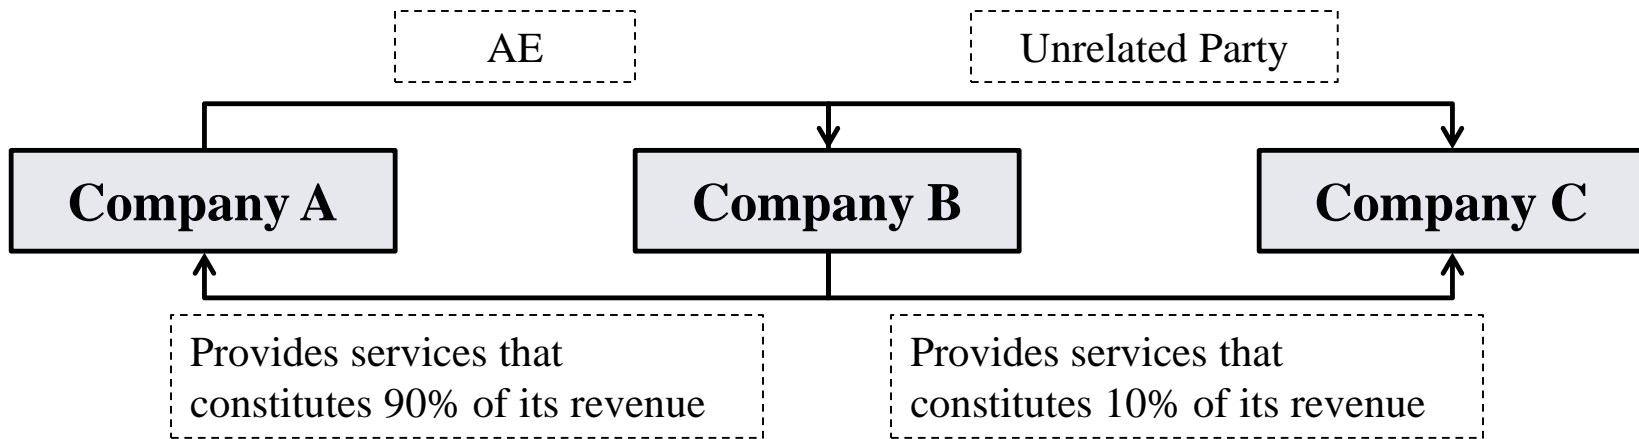 AE
Unrelated Party
Company A
Company B
Company C
Provides services that
constitutes 90% of its revenue
Provides services that
constitutes 10% of its revenue